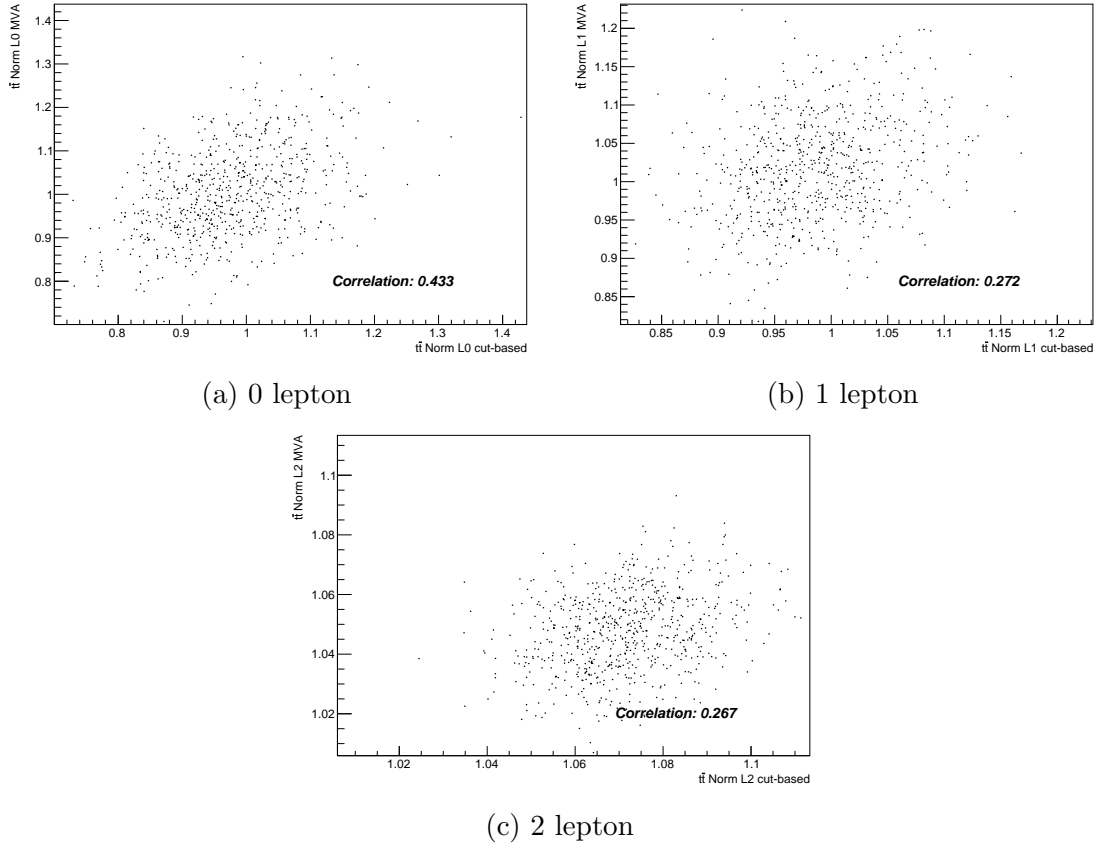 tt̄ Norm L0 MVA
1.4
1.3
1.2
1.1
1
0.9
0.8
Correlation: 0.433
0.8 0.9 1 1.1 1.2 1.3 1.4
tt̄ Norm L0 cut-based
(a) 0 lepton
tt̄ Norm L1 MVA
1.2
1.15
1.1
1.05
1
0.95
0.9
0.85
Correlation: 0.272
0.85 0.9 0.95 1 1.05 1.1 1.15 1.2
tt̄ Norm L1 cut-based
(b) 1 lepton
tt̄ Norm L2 MVA
1.1
1.08
1.06
1.04
1.02
Correlation: 0.267
1.02 1.04 1.06 1.08 1.1
tt̄ Norm L2 cut-based
(c) 2 lepton